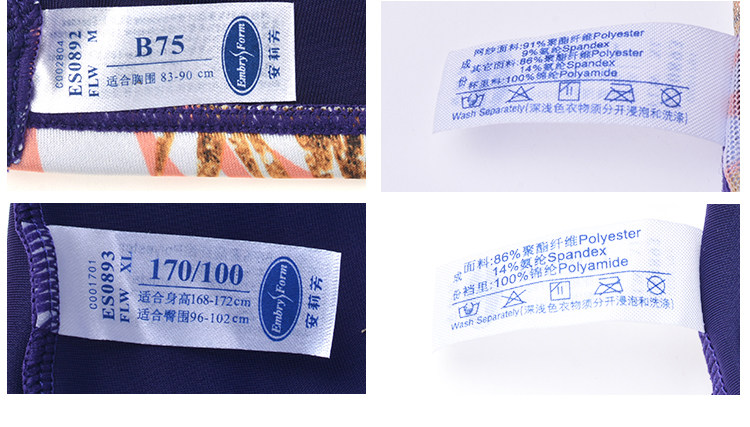 C0028040
ES0892
FLW M
B75
适合胸围 83-90 cm
Embry Form
安莉芳
网纱面料:91%聚酯纤维Polyester
9%氨纶Spandex
成其它面料:86%聚酯纤维Polyester
14%氨纶Spandex
份杯里料:100%锦纶Polyamide
Wash Separately(深浅色衣物须分开浸泡和洗涤)
C001701
ES0893
FLW XL
170/100
适合身高168-172cm
适合臀围96-102cm
Embry Form
安莉芳
成面料:86%聚酯纤维Polyester
14%氨纶Spandex
份裆里:100%锦纶Polyamide
Wash Separately(深浅色衣物须分开浸泡和洗涤)